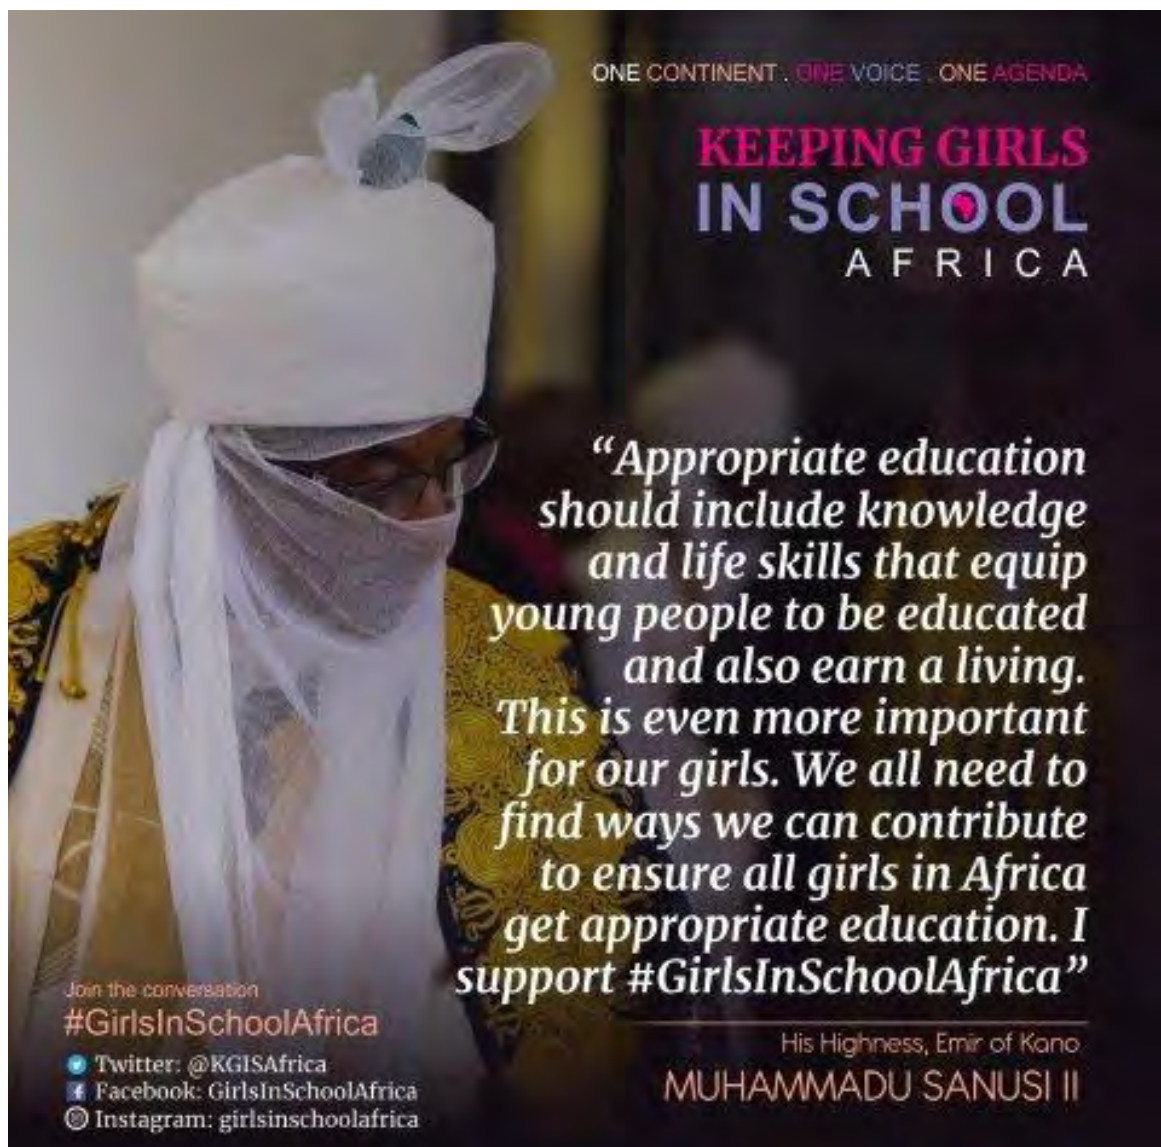 ONE CONTINENT . ONE VOICE . ONE AGENDA
KEEPING GIRLS
IN SCHOOL
AFRICA
“Appropriate education
should include knowledge
and life skills that equip
young people to be educated
and also earn a living.
This is even more important
for our girls. We all need to
find ways we can contribute
to ensure all girls in Africa
get appropriate education. I
support #GirlsInSchoolAfrica”
His Highness, Emir of Kano
MUHAMMADU SANUSI II
Join the conversation
#GirlsInSchoolAfrica
Twitter: @KGISAfrica
Facebook: GirlsInSchoolAfrica
Instagram: girlsinschoolafrica